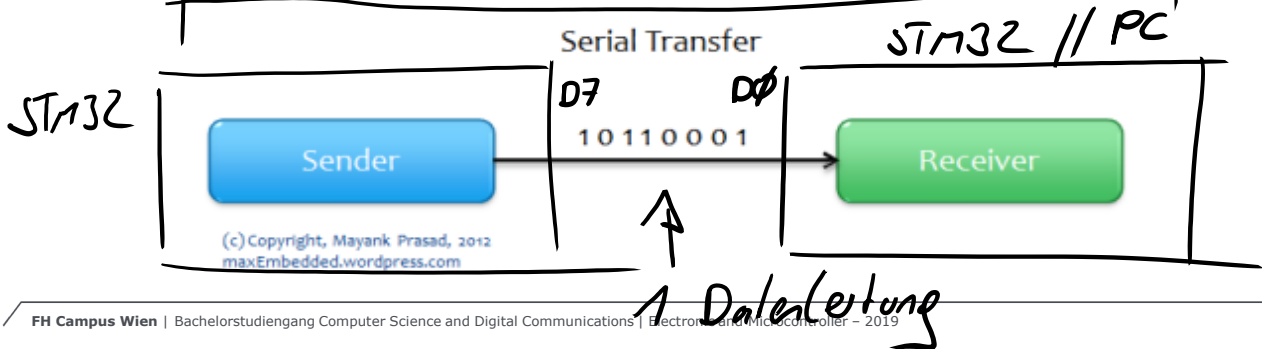 Serial Transfer
STM32 // PC
STM32
D7 DØ
10110001
Sender
Receiver
(c) Copyright, Mayank Prasad, 2012
maxEmbedded.wordpress.com
1 Datenleitung
FH Campus Wien | Bachelorstudiengang Computer Science and Digital Communications | Electronic and Microcontroller – 2019